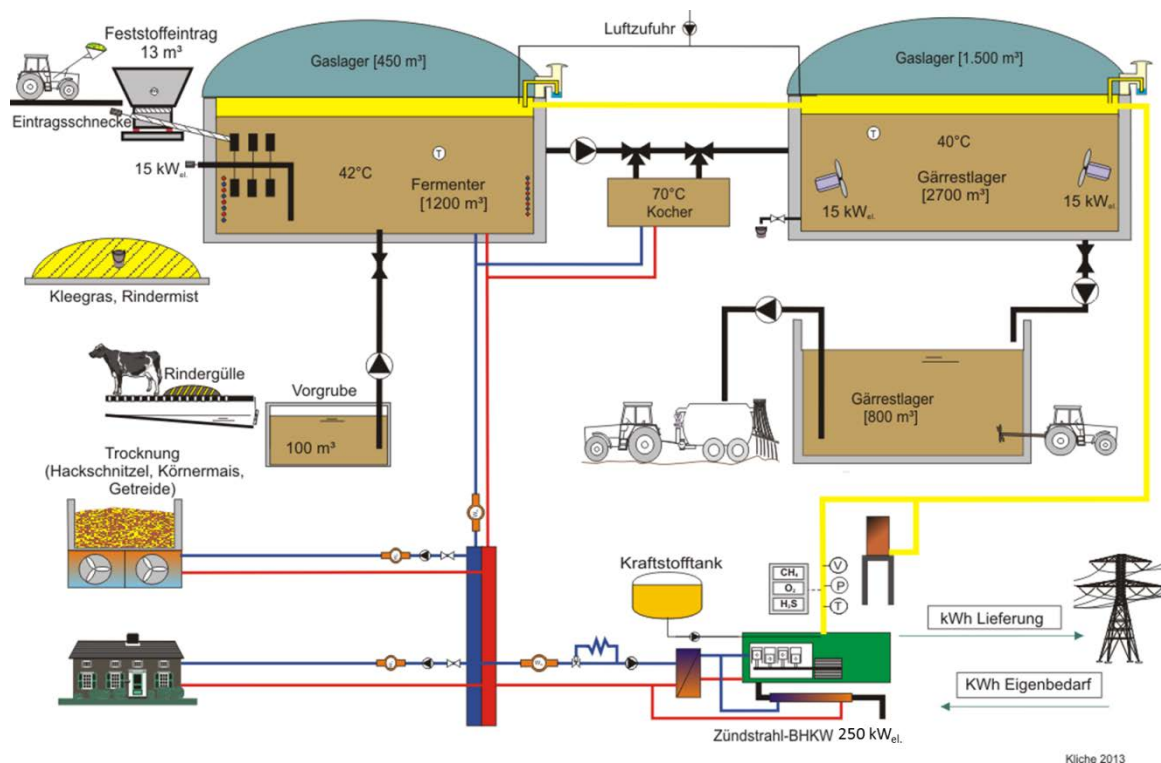 Feststoffeintrag
13 m³
Luftzufuhr
Gaslager [450 m³]
Gaslager [1.500 m³]
Eintragsschnecke
15 kWel.
42°C
T
Fermenter
[1200 m³]
70°C
Kocher
T
40°C
Gärrestlager
[2700 m³]
15 kWel.
15 kWel.
Kleegras, Rindermist
Rindergülle
Vorgrube
100 m³
Gärrestlager
[800 m³]
Trocknung
(Hackschnitzel, Körnermais,
Getreide)
Kraftstofftank
CH₄
O₂
H₂S
V
P
T
kWh Lieferung
KWh Eigenbedarf
Zündstrahl-BHKW 250 kWel.
Kliche 2013